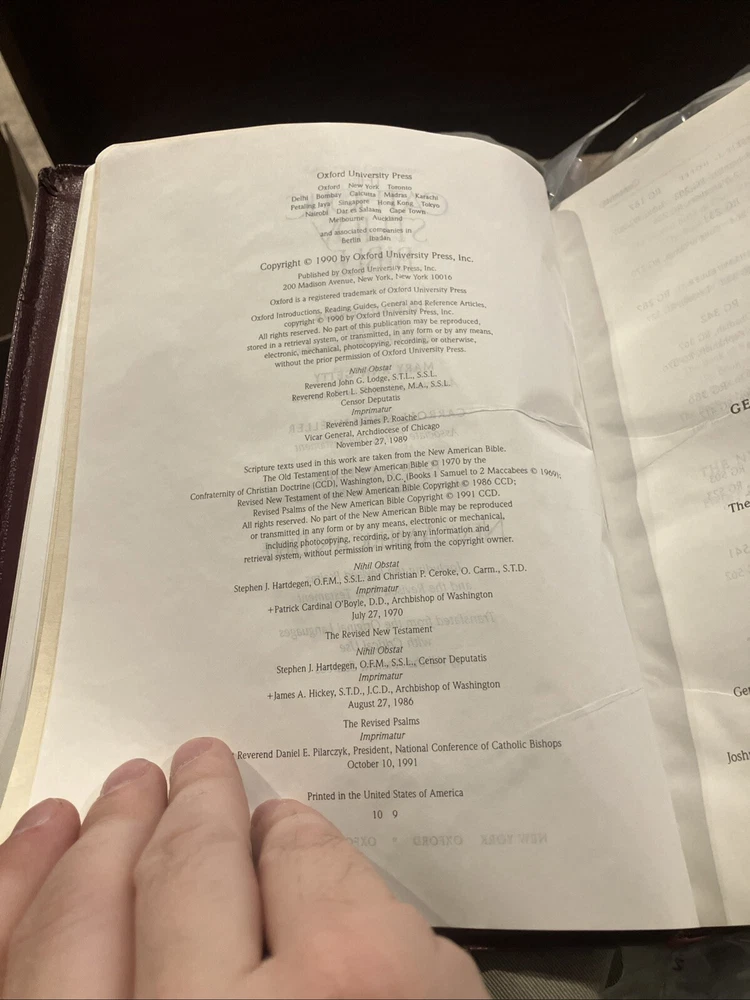 Oxford University Press
Oxford New York Toronto
Delhi Bombay Calcutta Madras Karachi
Petaling Jaya Singapore Hong Kong Tokyo
Nairobi Dar es Salaam Cape Town
Melbourne Auckland
and associated companies in
Berlin Ibadan
Copyright © 1990 by Oxford University Press, Inc.
Published by Oxford University Press, Inc.
200 Madison Avenue, New York, New York 10016
Oxford is a registered trademark of Oxford University Press
Oxford Introductions, Reading Guides, General and Reference Articles,
copyright © 1990 by Oxford University Press, Inc.
All rights reserved. No part of this publication may be reproduced,
stored in a retrieval system, or transmitted, in any form or by any means,
electronic, mechanical, photocopying, recording, or otherwise,
without the prior permission of Oxford University Press.
Nihil Obstat
Reverend John G. Lodge, S.T.L., S.S.L.
Reverend Robert L. Schoenstene, M.A., S.S.L.
Censor Deputatis
Imprimatur
Reverend James P. Roache
Vicar General, Archdiocese of Chicago
November 27, 1989
Scripture texts used in this work are taken from the New American Bible.
The Old Testament of the New American Bible © 1970 by the
Confraternity of Christian Doctrine (CCD), Washington, D.C. (Books 1 Samuel to 2 Maccabees © 1969);
Revised New Testament of the New American Bible Copyright © 1986 CCD;
Revised Psalms of the New American Bible Copyright © 1991 CCD.
All rights reserved. No part of the New American Bible may be reproduced
or transmitted in any form or by any means, electronic or mechanical,
including photocopying, recording, or by any information and
retrieval system, without permission in writing from the copyright owner.
Nihil Obstat
Stephen J. Hartdegen, O.F.M., S.S.L. and Christian P. Ceroke, O. Carm., S.T.D.
Imprimatur
+Patrick Cardinal O'Boyle, D.D., Archbishop of Washington
July 27, 1970
The Revised New Testament
Nihil Obstat
Stephen J. Hartdegen, O.F.M., S.S.L., Censor Deputatis
Imprimatur
+James A. Hickey, S.T.D., J.C.D., Archbishop of Washington
August 27, 1986
The Revised Psalms
Imprimatur
Reverend Daniel E. Pilarczyk, President, National Conference of Catholic Bishops
October 10, 1991
Printed in the United States of America
10 9
GE
The
Ge
Josh